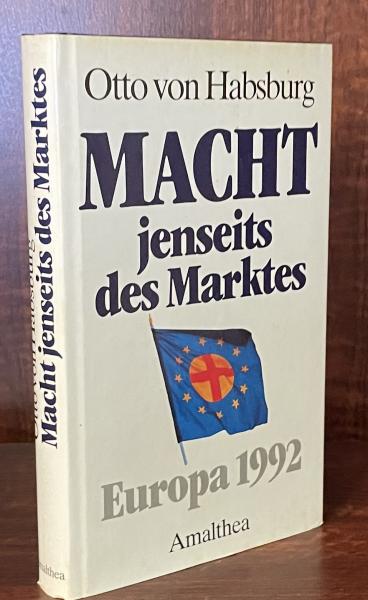 Otto von Habsburg
MACHT
jenseits
des Marktes
Europa 1992
Amalthea
Otto von Habsburg
Macht jenseits des Marktes
Amalthea